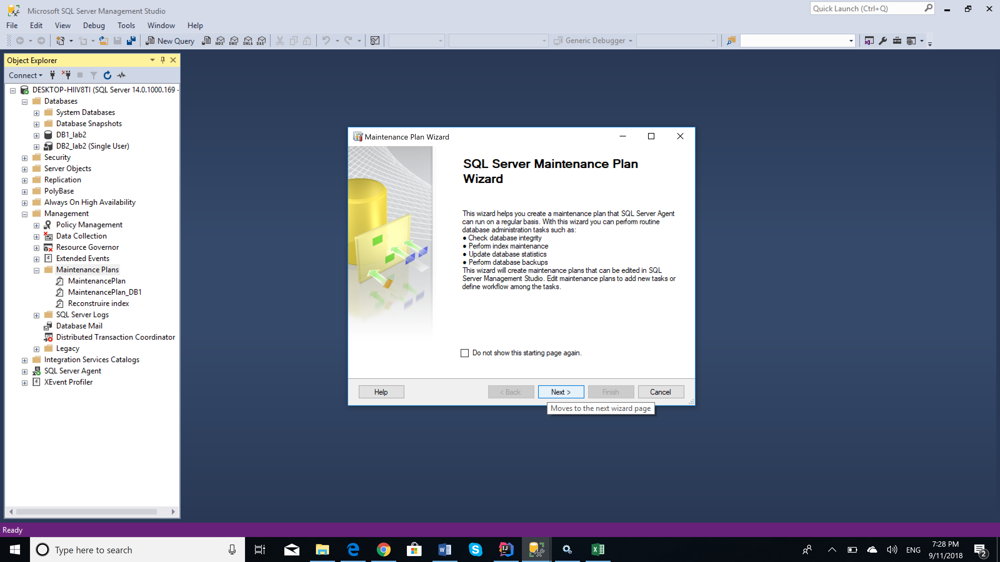 Microsoft SQL Server Management Studio
Quick Launch (Ctrl+Q)
File Edit View Debug Tools Window Help
New Query MDX DMX XMLA DAX Generic Debugger
Object Explorer
Connect
DESKTOP-HIIV8TI (SQL Server 14.0.1000.169 -
Databases
System Databases
Database Snapshots
DB1_lab2
DB2_lab2 (Single User)
Security
Server Objects
Replication
PolyBase
Always On High Availability
Management
Policy Management
Data Collection
Resource Governor
Extended Events
Maintenance Plans
MaintenancePlan
MaintenancePlan_DB1
Reconstruire index
SQL Server Logs
Database Mail
Distributed Transaction Coordinator
Legacy
Integration Services Catalogs
SQL Server Agent
XEvent Profiler
Maintenance Plan Wizard
SQL Server Maintenance Plan
Wizard
This wizard helps you create a maintenance plan that SQL Server Agent
can run on a regular basis. With this wizard you can perform routine
database administration tasks such as:
● Check database integrity
● Perform index maintenance
● Update database statistics
● Perform database backups
This wizard will create maintenance plans that can be edited in SQL
Server Management Studio. Edit maintenance plans to add new tasks or
define workflow among the tasks.
Do not show this starting page again.
Help < Back Next > Finish Cancel
Moves to the next wizard page
Ready
Type here to search
ENG
7:28 PM
9/11/2018
2